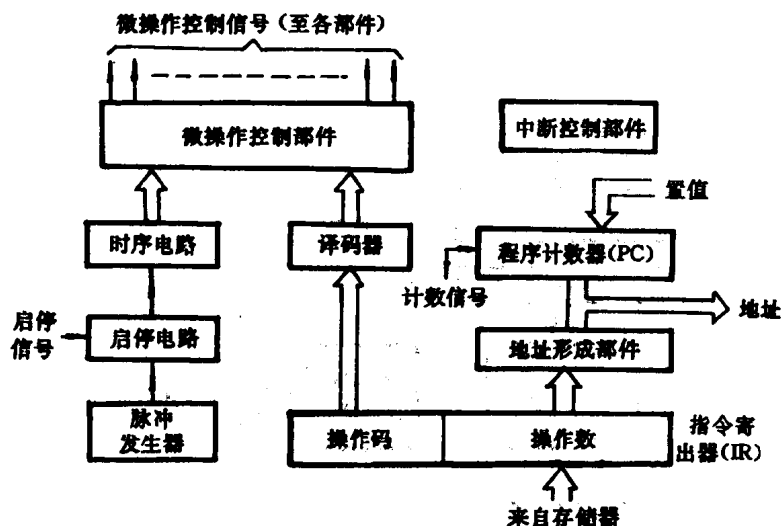 微操作控制信号（至各部件）
微操作控制部件
中断控制部件
置值
时序电路
译码器
程序计数器(PC)
计数信号
地址
启停
信号
启停电路
地址形成部件
脉冲
发生器
操作码
操作数
指令寄
出器(IR)
来自存储器